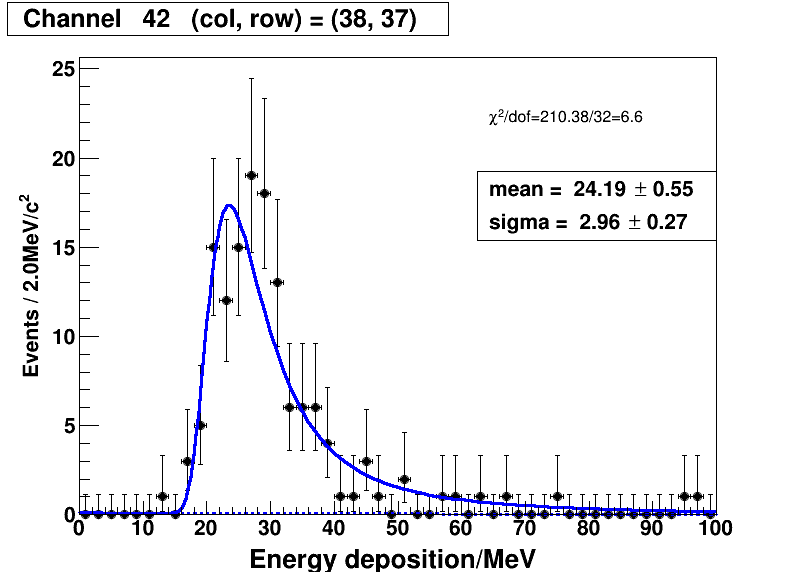 Channel 42 (col, row) = (38, 37)
25
20
15
10
5
0
Events / 2.0MeV/c²
χ²/dof=210.38/32=6.6
mean = 24.19 ± 0.55
sigma = 2.96 ± 0.27
0 10 20 30 40 50 60 70 80 90 100
Energy deposition/MeV